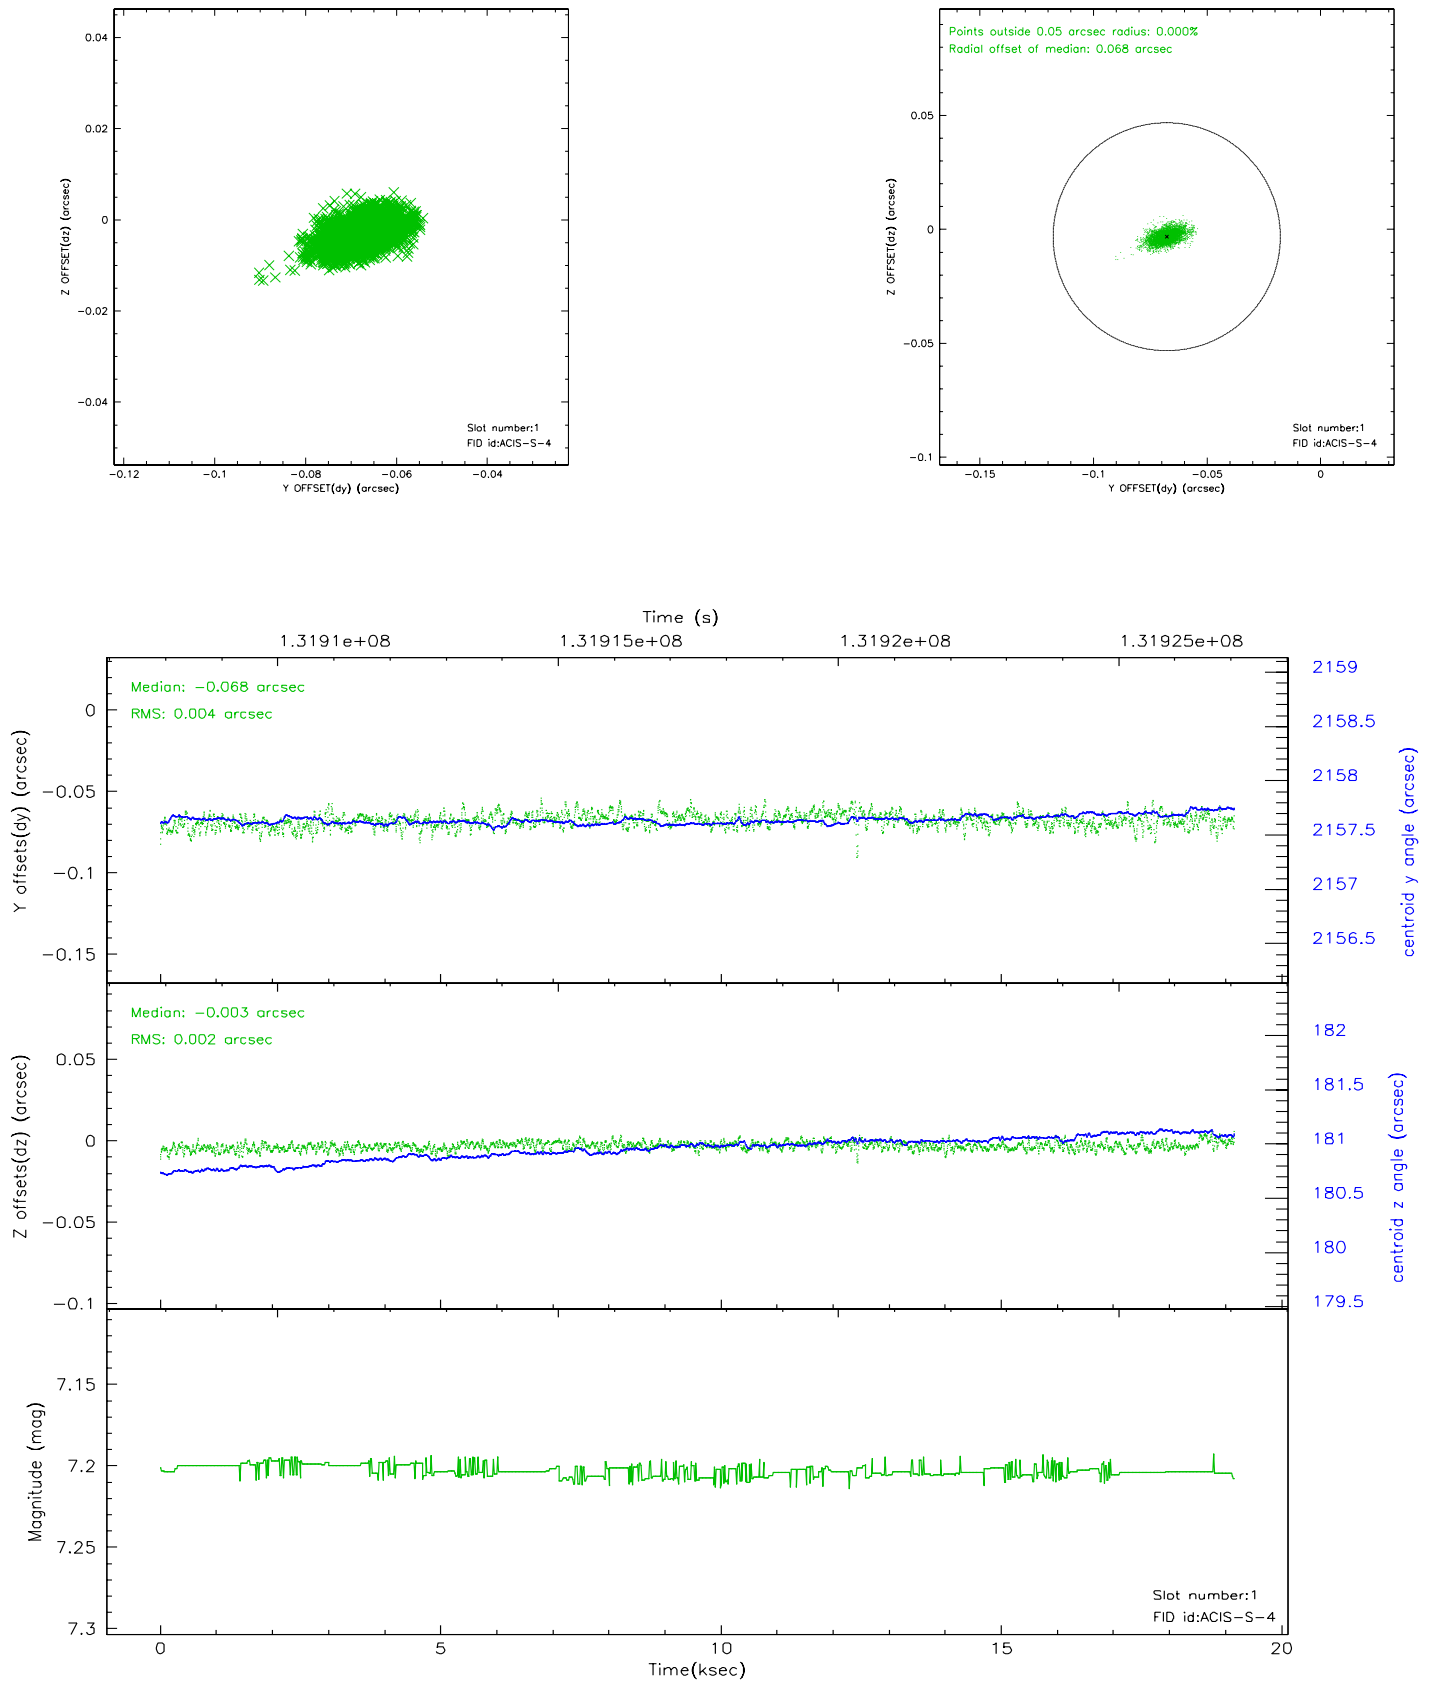 0.04
0.02
0
-0.02
-0.04
Z OFFSET(dz) (arcsec)
Slot number:1
FID id:ACIS-S-4
-0.12 -0.1 -0.08 -0.06 -0.04
Y OFFSET(dy) (arcsec)
Points outside 0.05 arcsec radius: 0.000%
Radial offset of median: 0.068 arcsec
0.05
0
-0.05
-0.1
Z OFFSET(dz) (arcsec)
Slot number:1
FID id:ACIS-S-4
-0.15 -0.1 -0.05 0
Y OFFSET(dy) (arcsec)
Time (s)
1.3191e+08 1.31915e+08 1.3192e+08 1.31925e+08
Median: -0.068 arcsec
RMS: 0.004 arcsec
0
-0.05
-0.1
-0.15
Y offsets(dy) (arcsec)
2159
2158.5
2158
2157.5
2157
2156.5
centroid y angle (arcsec)
Median: -0.003 arcsec
RMS: 0.002 arcsec
0.05
0
-0.05
-0.1
Z offsets(dz) (arcsec)
182
181.5
181
180.5
180
179.5
centroid z angle (arcsec)
7.15
7.2
7.25
7.3
Magnitude (mag)
Slot number:1
FID id:ACIS-S-4
0 5 10 15 20
Time(ksec)